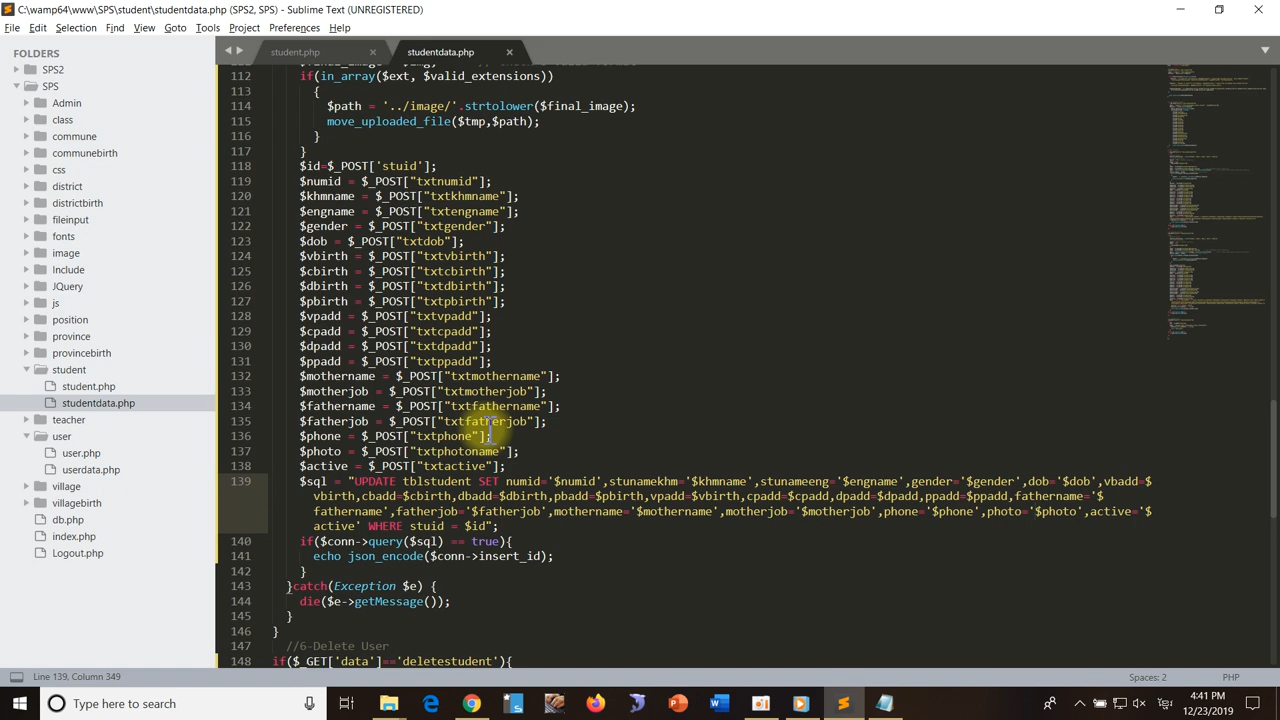 C:\wamp64\www\SPS\student\studentdata.php (SPS2, SPS) - Sublime Text (UNREGISTERED)
File Edit Selection Find View Goto Tools Project Preferences Help
FOLDERS
SPS2
SPS
Admin
class
commune
communebirth
css
district
districtbirth
fileinput
fonts
image
Include
JQuery
js
position
province
provincebirth
student
student.php
studentdata.php
teacher
user
user.php
userdata.php
village
villagebirth
db.php
index.php
Logout.php
student.php
studentdata.php
112 if(in_array($ext, $valid_extensions))
113 {
114 $path = '../image/'.strtolower($final_image);
115 move_uploaded_file($tmp,$path);
116 }
117 }
118 $id=$_POST['stuid'];
119 $numid = $_POST["txtnumid"];
120 $khmname = $_POST["txtkhmname"];
121 $engname = $_POST["txtengname"];
122 $gender = $_POST["txtgender"];
123 $dob = $_POST["txtdob"];
124 $vbirth = $_POST["txtvbirth"];
125 $cbirth = $_POST["txtcbirth"];
126 $dbirth = $_POST["txtdbirth"];
127 $pbirth = $_POST["txtpbirth"];
128 $vpadd = $_POST["txtvpadd"];
129 $cpadd = $_POST["txtcpadd"];
130 $dpadd = $_POST["txtdpadd"];
131 $ppadd = $_POST["txtppadd"];
132 $mothername = $_POST["txtmothername"];
133 $motherjob = $_POST["txtmotherjob"];
134 $fathername = $_POST["txtfathername"];
135 $fatherjob = $_POST["txtfatherjob"];
136 $phone = $_POST["txtphone"];
137 $photo = $_POST["txtphotoname"];
138 $active = $_POST["txtactive"];
139 $sql = "UPDATE tblstudent SET numid='$numid',stunamekhm='$khmname',stunameeng='$engname',gender='$gender',dob='$dob',vbadd=$
vbirth,cbadd=$cbirth,dbadd=$dbirth,pbadd=$pbirth,vpadd=$vbirth,cpadd=$cpadd,dpadd=$dpadd,ppadd=$ppadd,fathername='$
fathername',fatherjob='$fatherjob',mothername='$mothername',motherjob='$motherjob',phone='$phone',photo='$photo',active='$
active' WHERE stuid = $id";
140 if($conn->query($sql) == true){
141 echo json_encode($conn->insert_id);
142 }
143 }catch(Exception $e) {
144 die($e->getMessage());
145 }
146 }
147 //6-Delete User
148 if($_GET['data']=='deletestudent'){
Line 139, Column 349
Spaces: 2
PHP
Type here to search
4:41 PM
12/23/2019